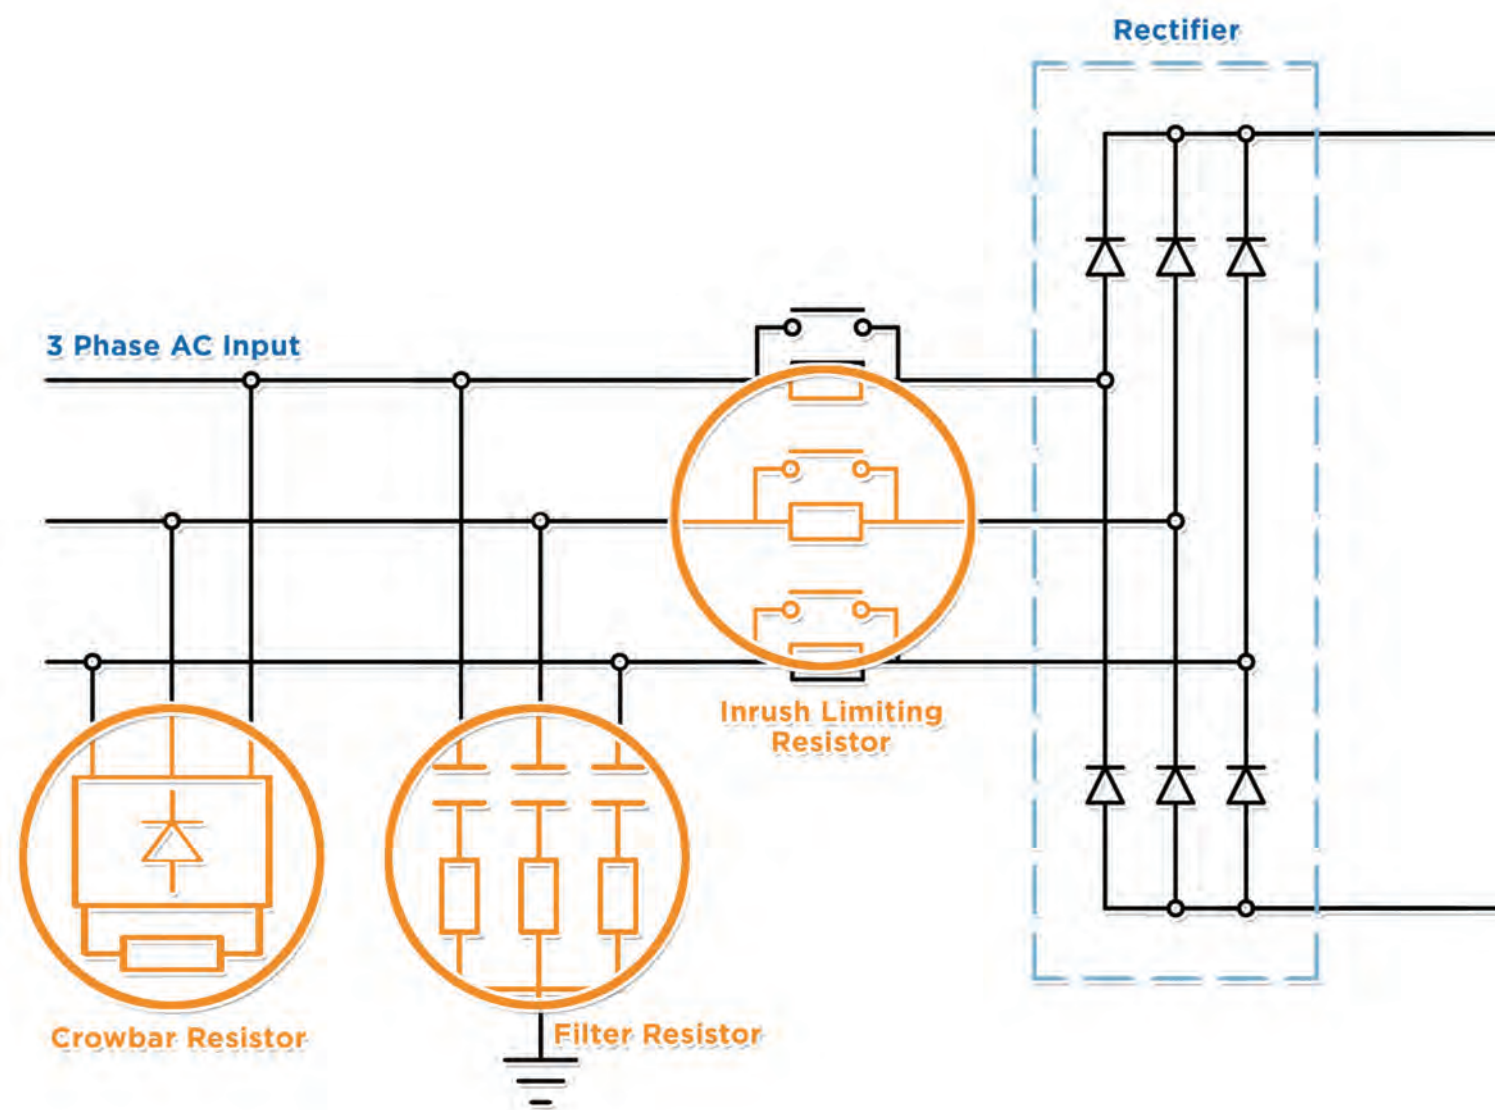 Rectifier
3 Phase AC Input
Inrush Limiting
Resistor
Crowbar Resistor
Filter Resistor